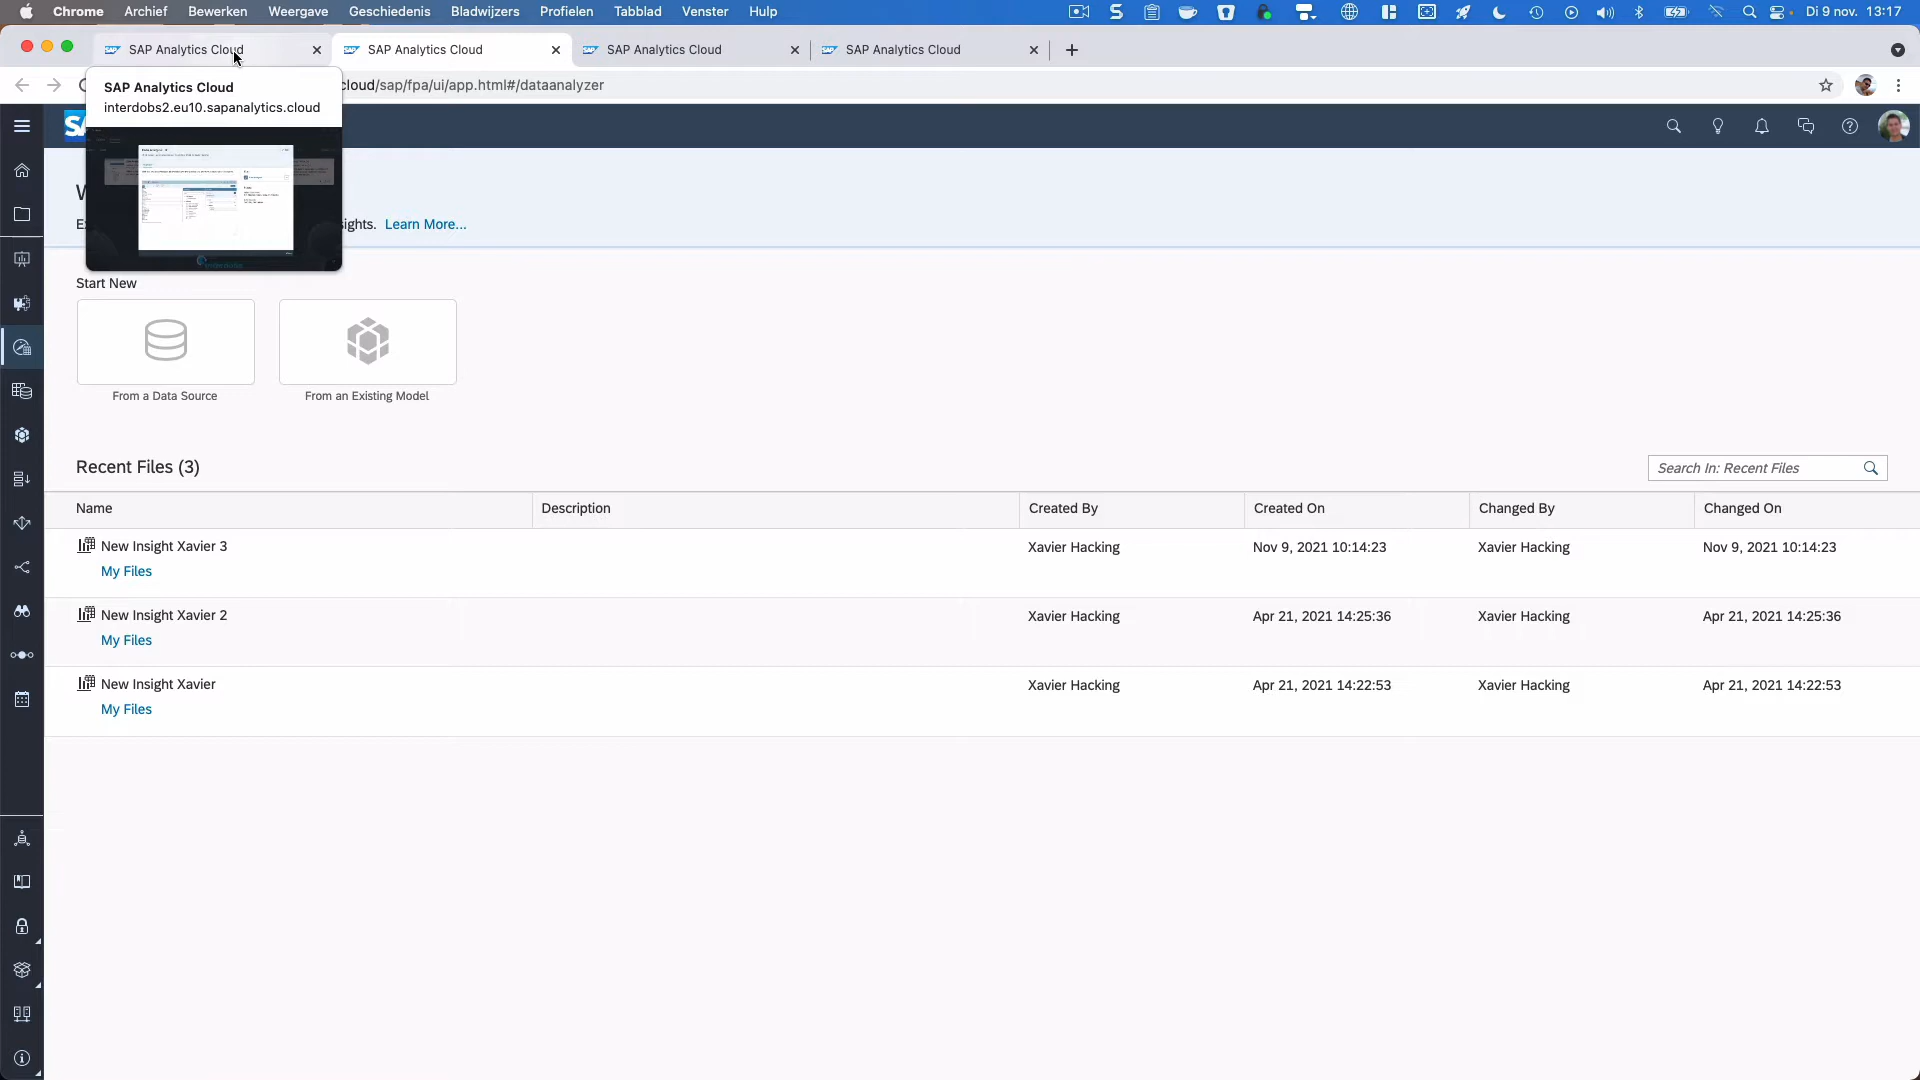 Chrome Archief Bewerken Weergave Geschiedenis Bladwijzers Profielen Tabblad Venster Hulp Di 9 nov. 13:17
SAP Analytics Cloud SAP Analytics Cloud SAP Analytics Cloud SAP Analytics Cloud
cloud/sap/fpa/ui/app.html#/dataanalyzer
SAP Analytics Cloud
interdobs2.eu10.sapanalytics.cloud
ights. Learn More...
Start New
From a Data Source From an Existing Model
Recent Files (3)
Search In: Recent Files
Name Description Created By Created On Changed By Changed On
New Insight Xavier 3 Xavier Hacking Nov 9, 2021 10:14:23 Xavier Hacking Nov 9, 2021 10:14:23
My Files
New Insight Xavier 2 Xavier Hacking Apr 21, 2021 14:25:36 Xavier Hacking Apr 21, 2021 14:25:36
My Files
New Insight Xavier Xavier Hacking Apr 21, 2021 14:22:53 Xavier Hacking Apr 21, 2021 14:22:53
My Files